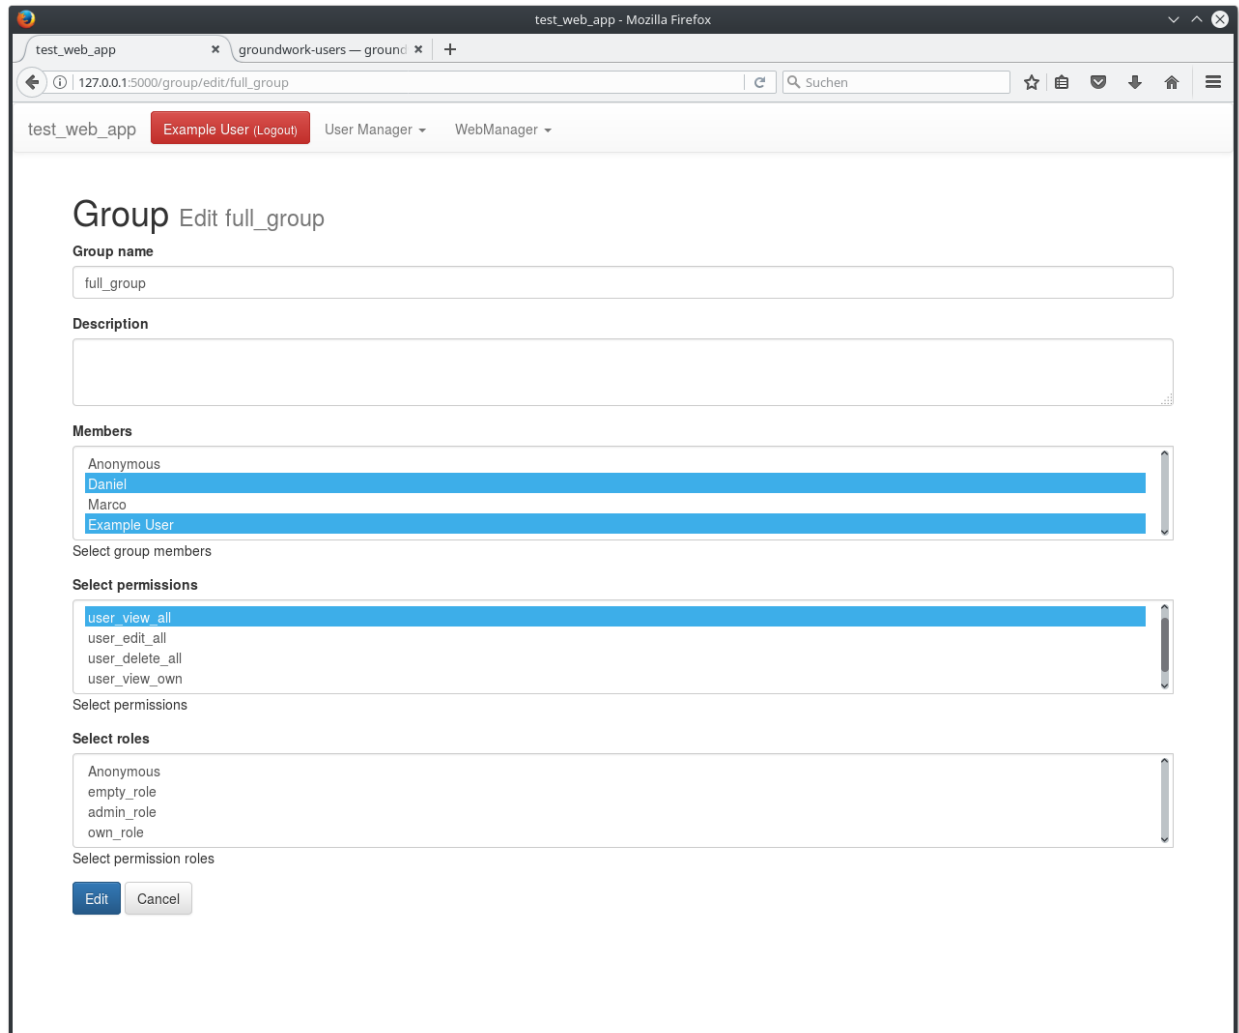 test_web_app - Mozilla Firefox
test_web_app
groundwork-users — ground
127.0.0.1:5000/group/edit/full_group
Suchen
test_web_app Example User (Logout) User Manager WebManager
Group Edit full_group
Group name
full_group
Description
Members
Anonymous
Daniel
Marco
Example User
Select group members
Select permissions
user_view_all
user_edit_all
user_delete_all
user_view_own
Select permissions
Select roles
Anonymous
empty_role
admin_role
own_role
Select permission roles
Edit Cancel